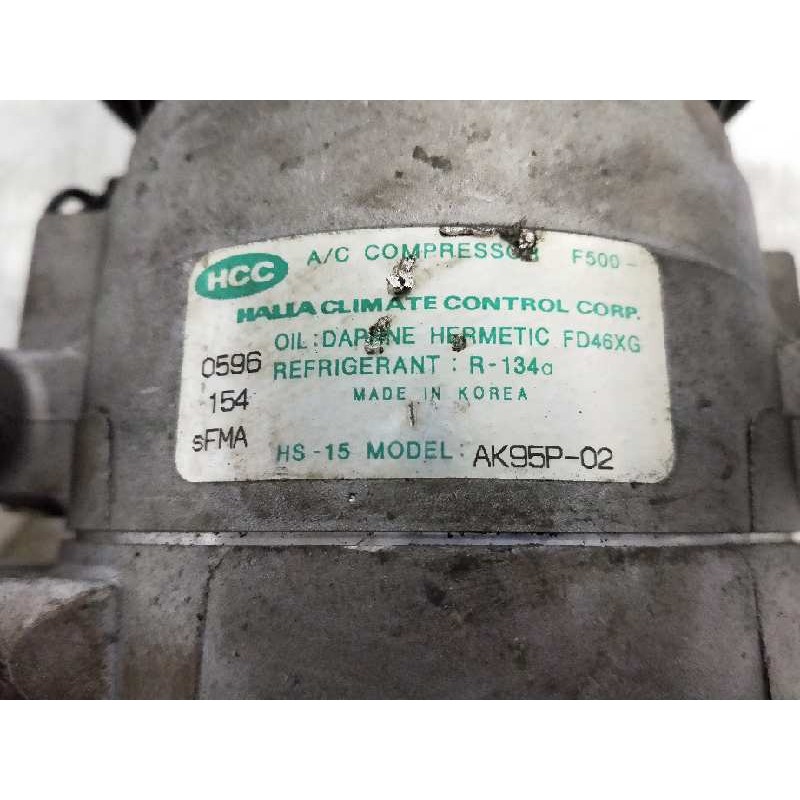 HCC
A/C COMPRESSOR F500-
HALLA CLIMATE CONTROL CORP.
OIL : DAPHNE HERMETIC FD46XG
0596 REFRIGERANT : R-134a
154 MADE IN KOREA
sFMA HS-15 MODEL: AK95P-02